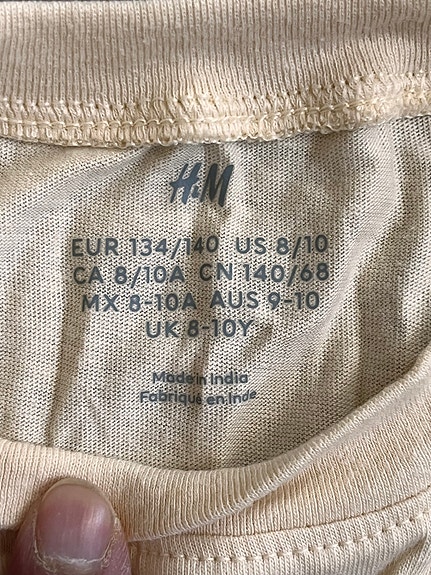 H&M
EUR 134/140 US 8/10
CA 8/10A CN 140/68
MX 8-10A AUS 9-10
UK 8-10Y
Made in India
Fabriqué en Inde